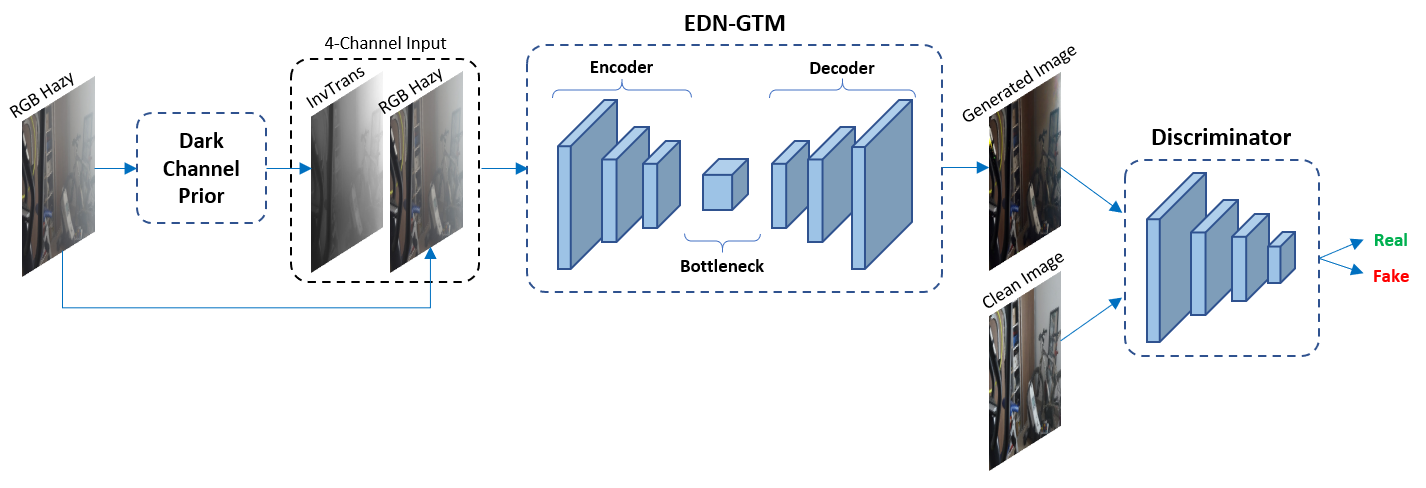 EDN-GTM
4-Channel Input
RGB Hazy
InvTrans
RGB Hazy
Encoder
Decoder
Generated Image
Discriminator
Dark
Channel
Prior
Bottleneck
Real
Fake
Clean Image